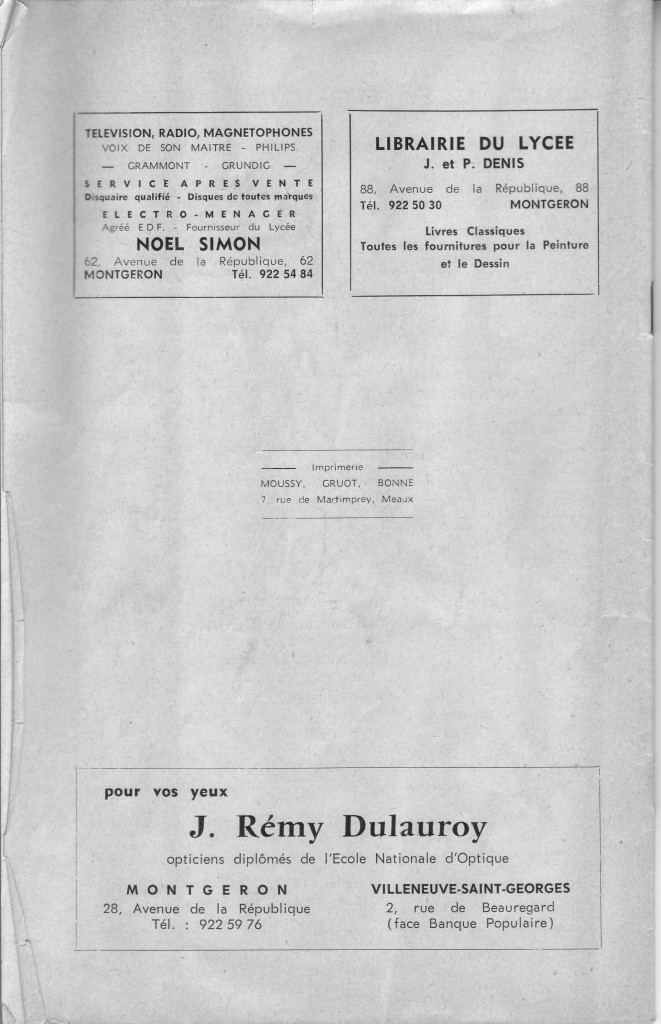 TELEVISION, RADIO, MAGNETOPHONES
VOIX DE SON MAITRE - PHILIPS
— GRAMMONT - GRUNDIG —
SERVICE APRES VENTE
Disquaire qualifié - Disques de toutes marques
ELECTRO-MENAGER
Agréé E.D.F. - Fournisseur du Lycée
NOEL SIMON
62, Avenue de la République, 62
MONTGERON Tél. 922 54 84
LIBRAIRIE DU LYCEE
J. et P. DENIS
88, Avenue de la République, 88
Tél. 922 50 30 MONTGERON
Livres Classiques
Toutes les fournitures pour la Peinture
et le Dessin
Imprimerie
MOUSSY, GRUOT, BONNE
7 rue de Martimprey, Meaux
pour vos yeux
J. Rémy Dulauroy
opticiens diplômés de l'Ecole Nationale d'Optique
MONTGERON
28, Avenue de la République
Tél. : 922 59 76
VILLENEUVE-SAINT-GEORGES
2, rue de Beauregard
(face Banque Populaire)